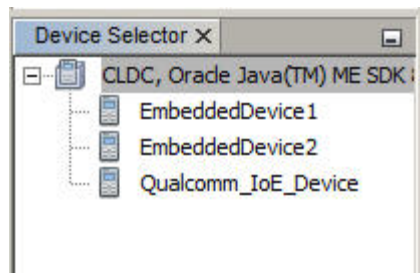 Device Selector
CLDC, Oracle Java(TM) ME SDK
EmbeddedDevice1
EmbeddedDevice2
Qualcomm_IoE_Device